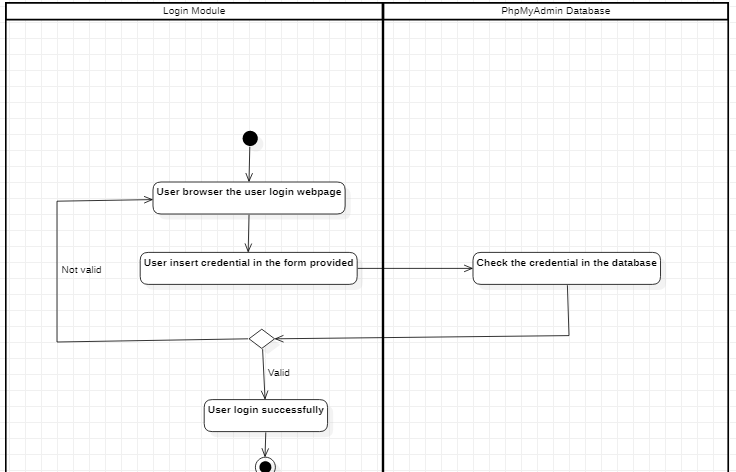 Login Module
PhpMyAdmin Database
User browser the user login webpage
User insert credential in the form provided
Check the credential in the database
Not valid
Valid
User login successfully